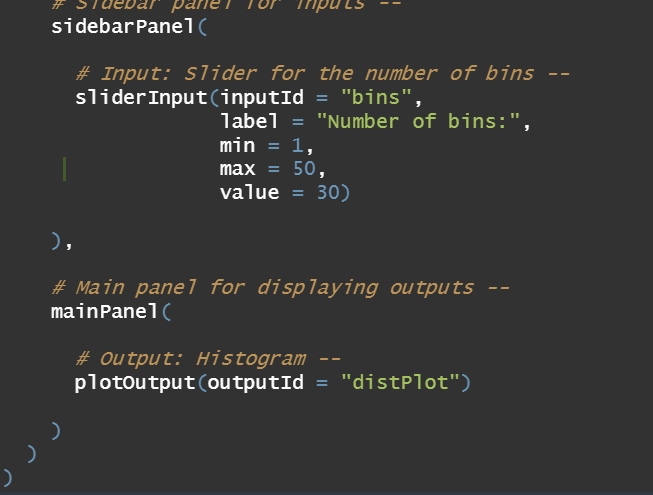 # Sidebar panel for inputs --
sidebarPanel(
# Input: Slider for the number of bins --
sliderInput(inputId = "bins",
label = "Number of bins:",
min = 1,
max = 50,
value = 30)
),
# Main panel for displaying outputs --
mainPanel(
# Output: Histogram --
plotOutput(outputId = "distPlot")
)
)
)